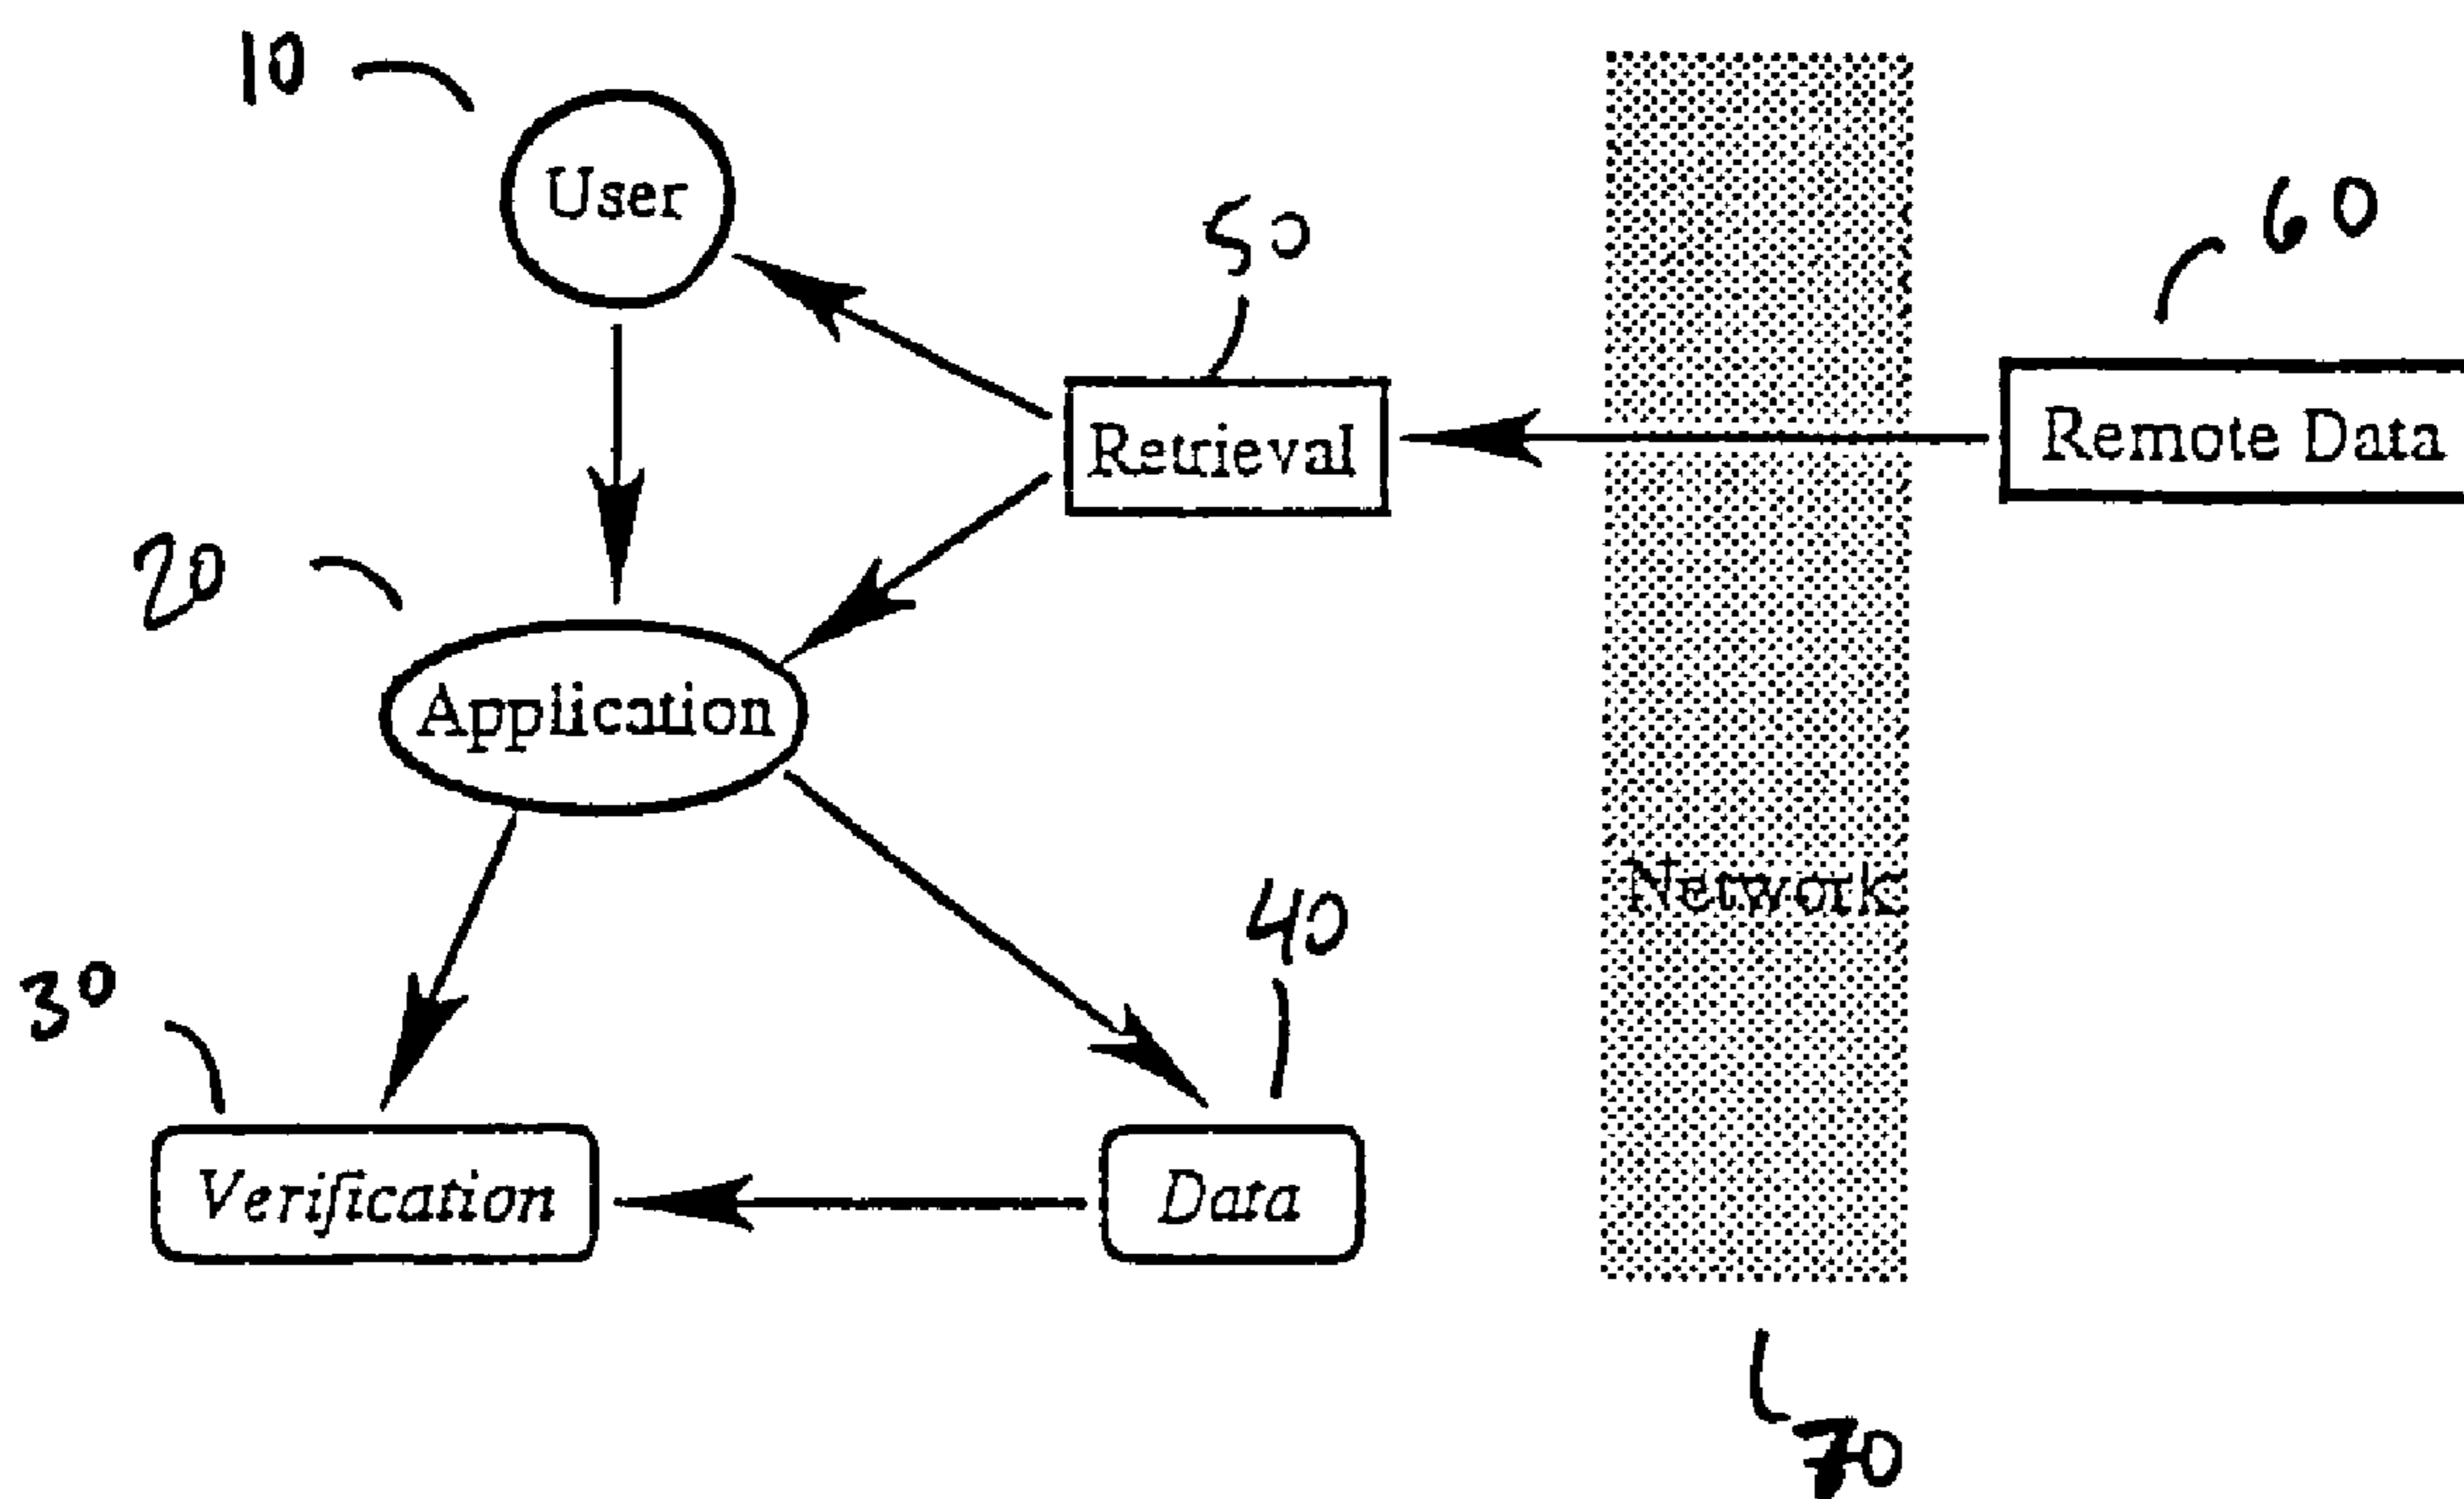 10
User
50
60
Retrieval
Remote Data
20
Application
Network
40
30
Verification
Data
70